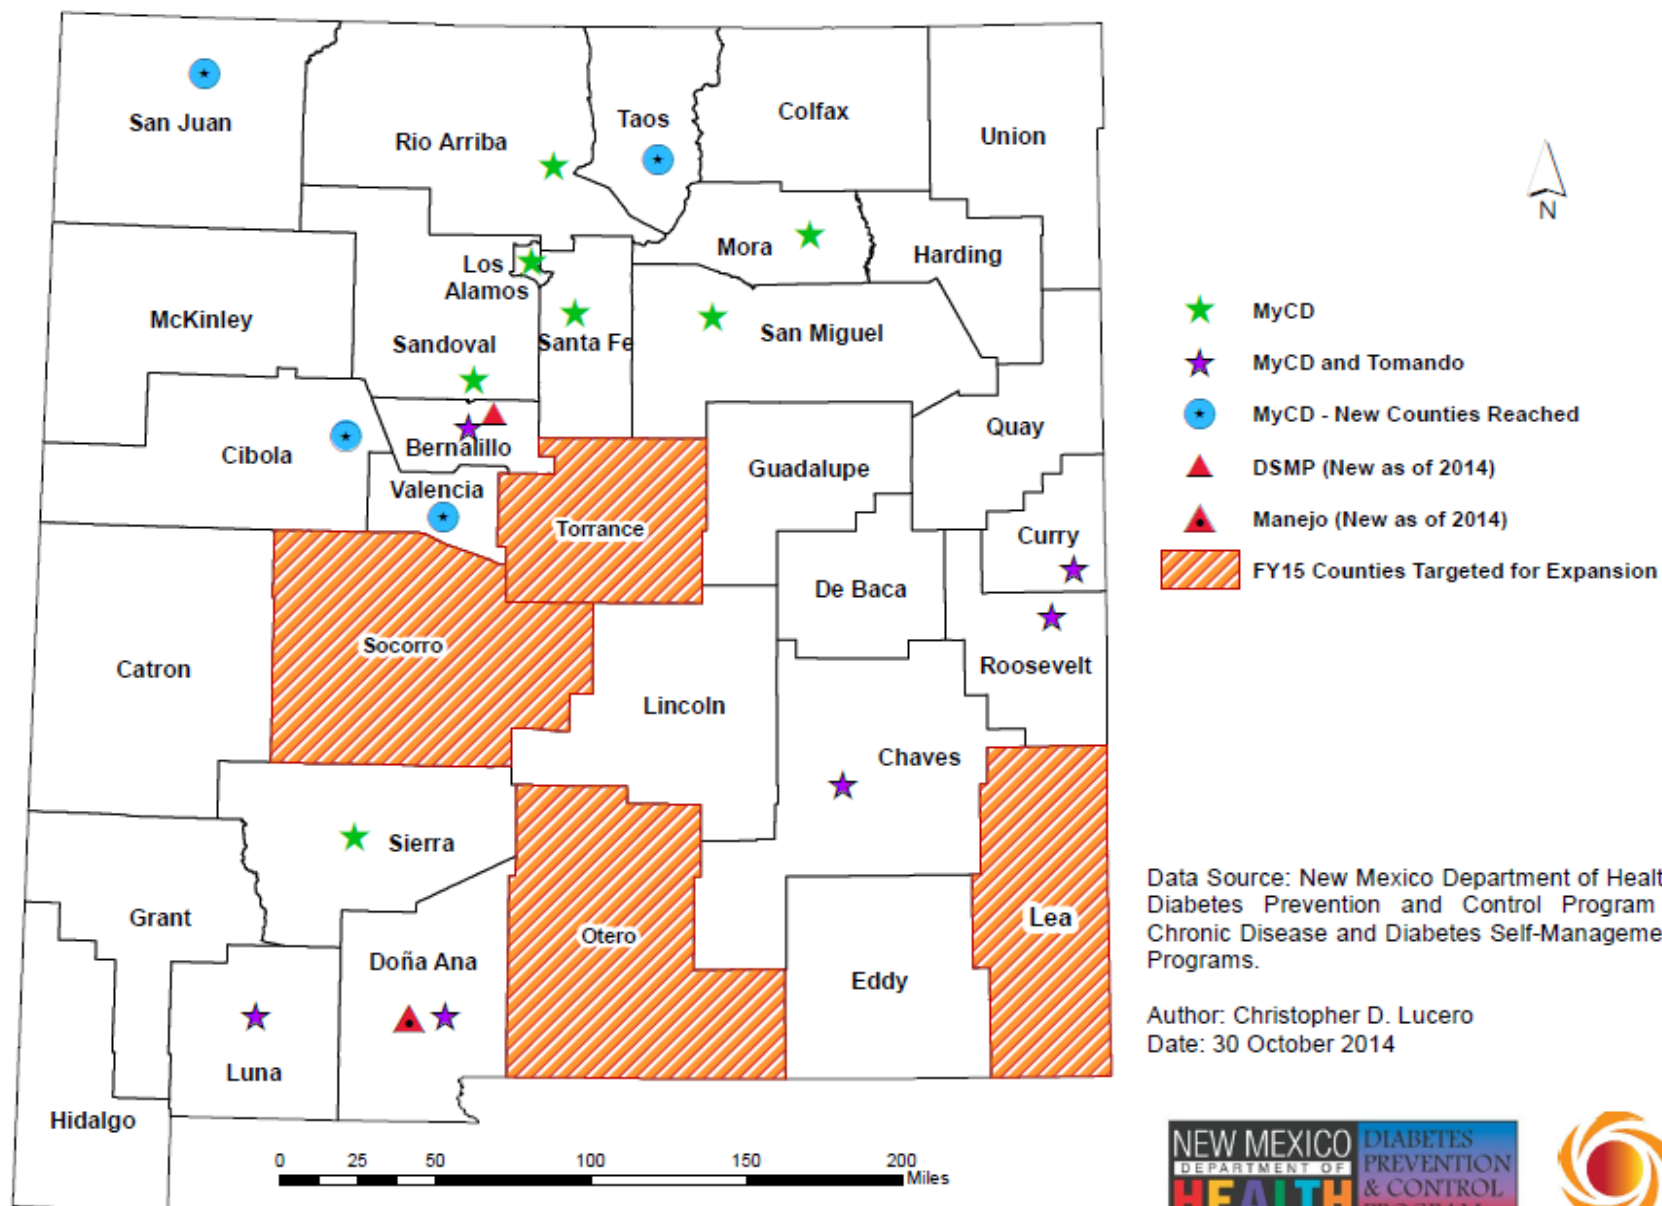 San Juan
Rio Arriba
Taos
Colfax
Union
Mora
Harding
Los
Alamos
McKinley
Sandoval
Santa Fe
San Miguel
Quay
Cibola
Bernalillo
Valencia
Guadalupe
Torrance
Curry
De Baca
Socorro
Catron
Roosevelt
Lincoln
Chaves
Sierra
Grant
Otero
Lea
Doña Ana
Eddy
Luna
Hidalgo
N
MyCD
MyCD and Tomando
MyCD - New Counties Reached
DSMP (New as of 2014)
Manejo (New as of 2014)
FY15 Counties Targeted for Expansion
Data Source: New Mexico Department of Healt
Diabetes Prevention and Control Program
Chronic Disease and Diabetes Self-Manageme
Programs.
Author: Christopher D. Lucero
Date: 30 October 2014
0 25 50 100 150 200
Miles
NEW MEXICO
DEPARTMENT OF
HEALTH
DIABETES
PREVENTION
& CONTROL